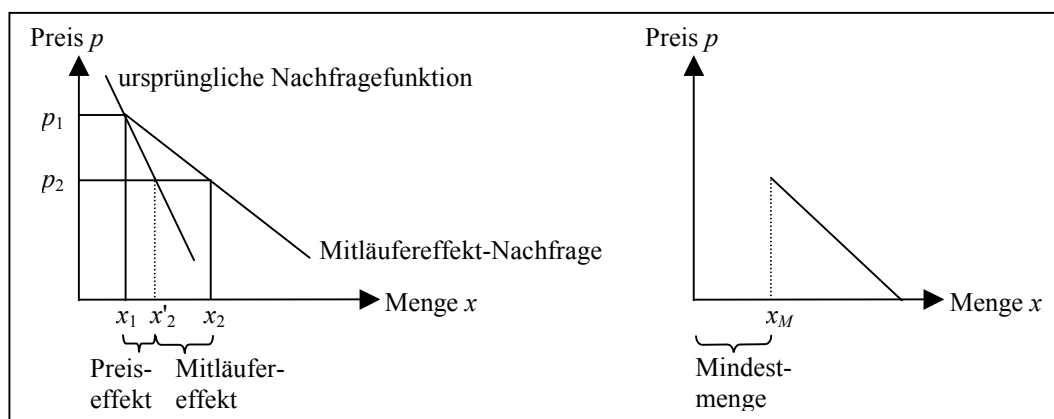 Preis p
ursprüngliche Nachfragefunktion
p1
p2
Mitläufereffekt-Nachfrage
Menge x
x1
x'2
x2
Preis-
effekt
Mitläufer-
effekt
Preis p
Menge x
xM
Mindest-
menge